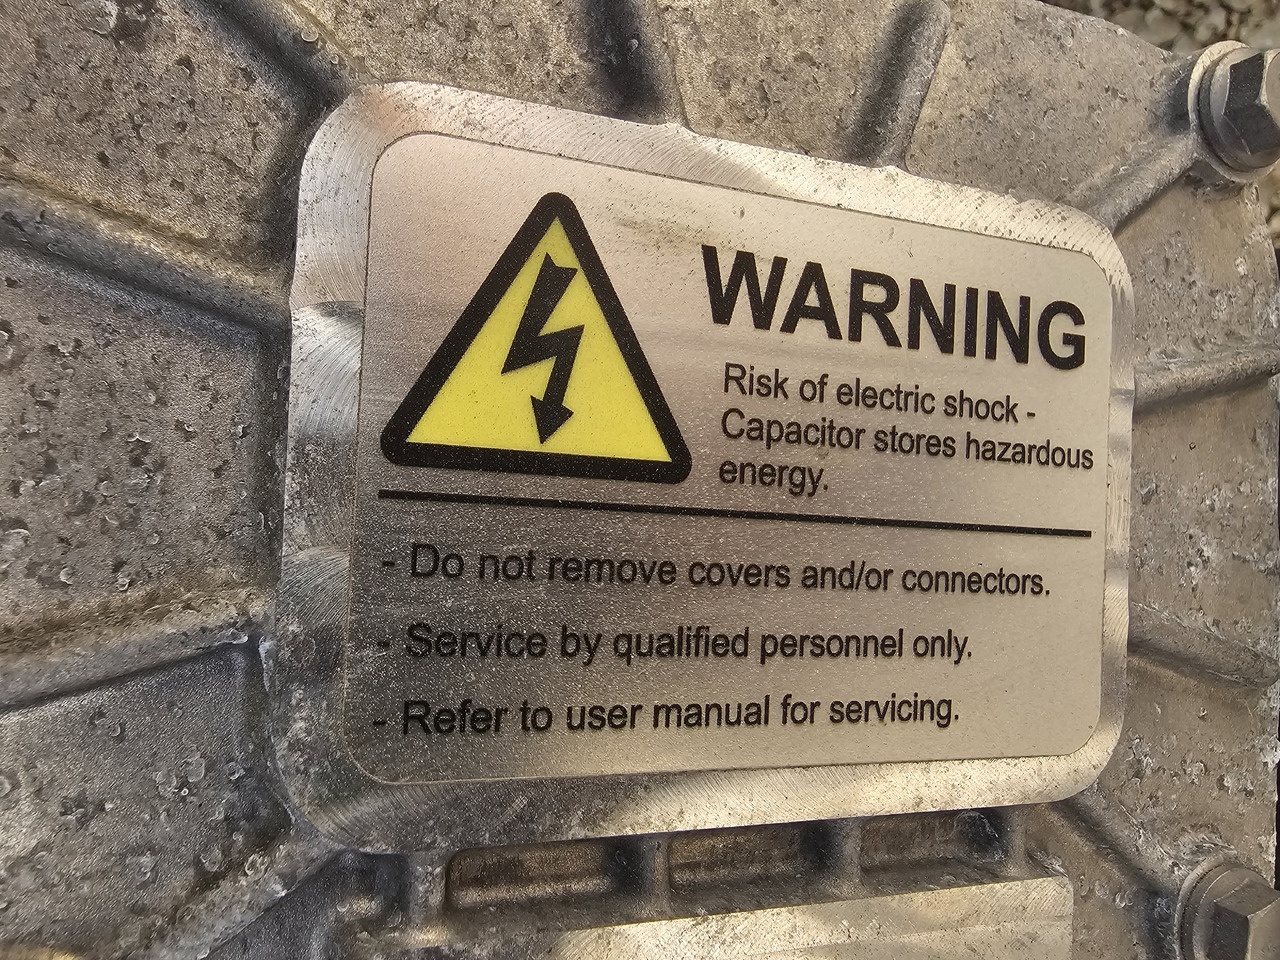 WARNING
Risk of electric shock -
Capacitor stores hazardous
energy.
- Do not remove covers and/or connectors.
- Service by qualified personnel only.
- Refer to user manual for servicing.